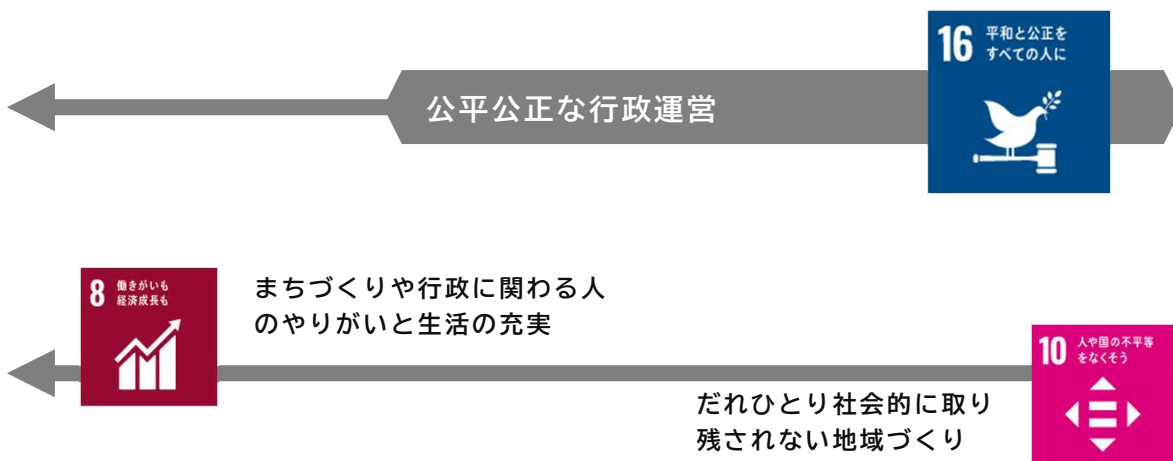 16 平和と公正を
すべての人に
公平公正な行政運営
8 働きがいも
経済成長も
まちづくりや行政に関わる人
のやりがいと生活の充実
10 人や国の不平等
をなくそう
だれひとり社会的に取り
残されない地域づくり